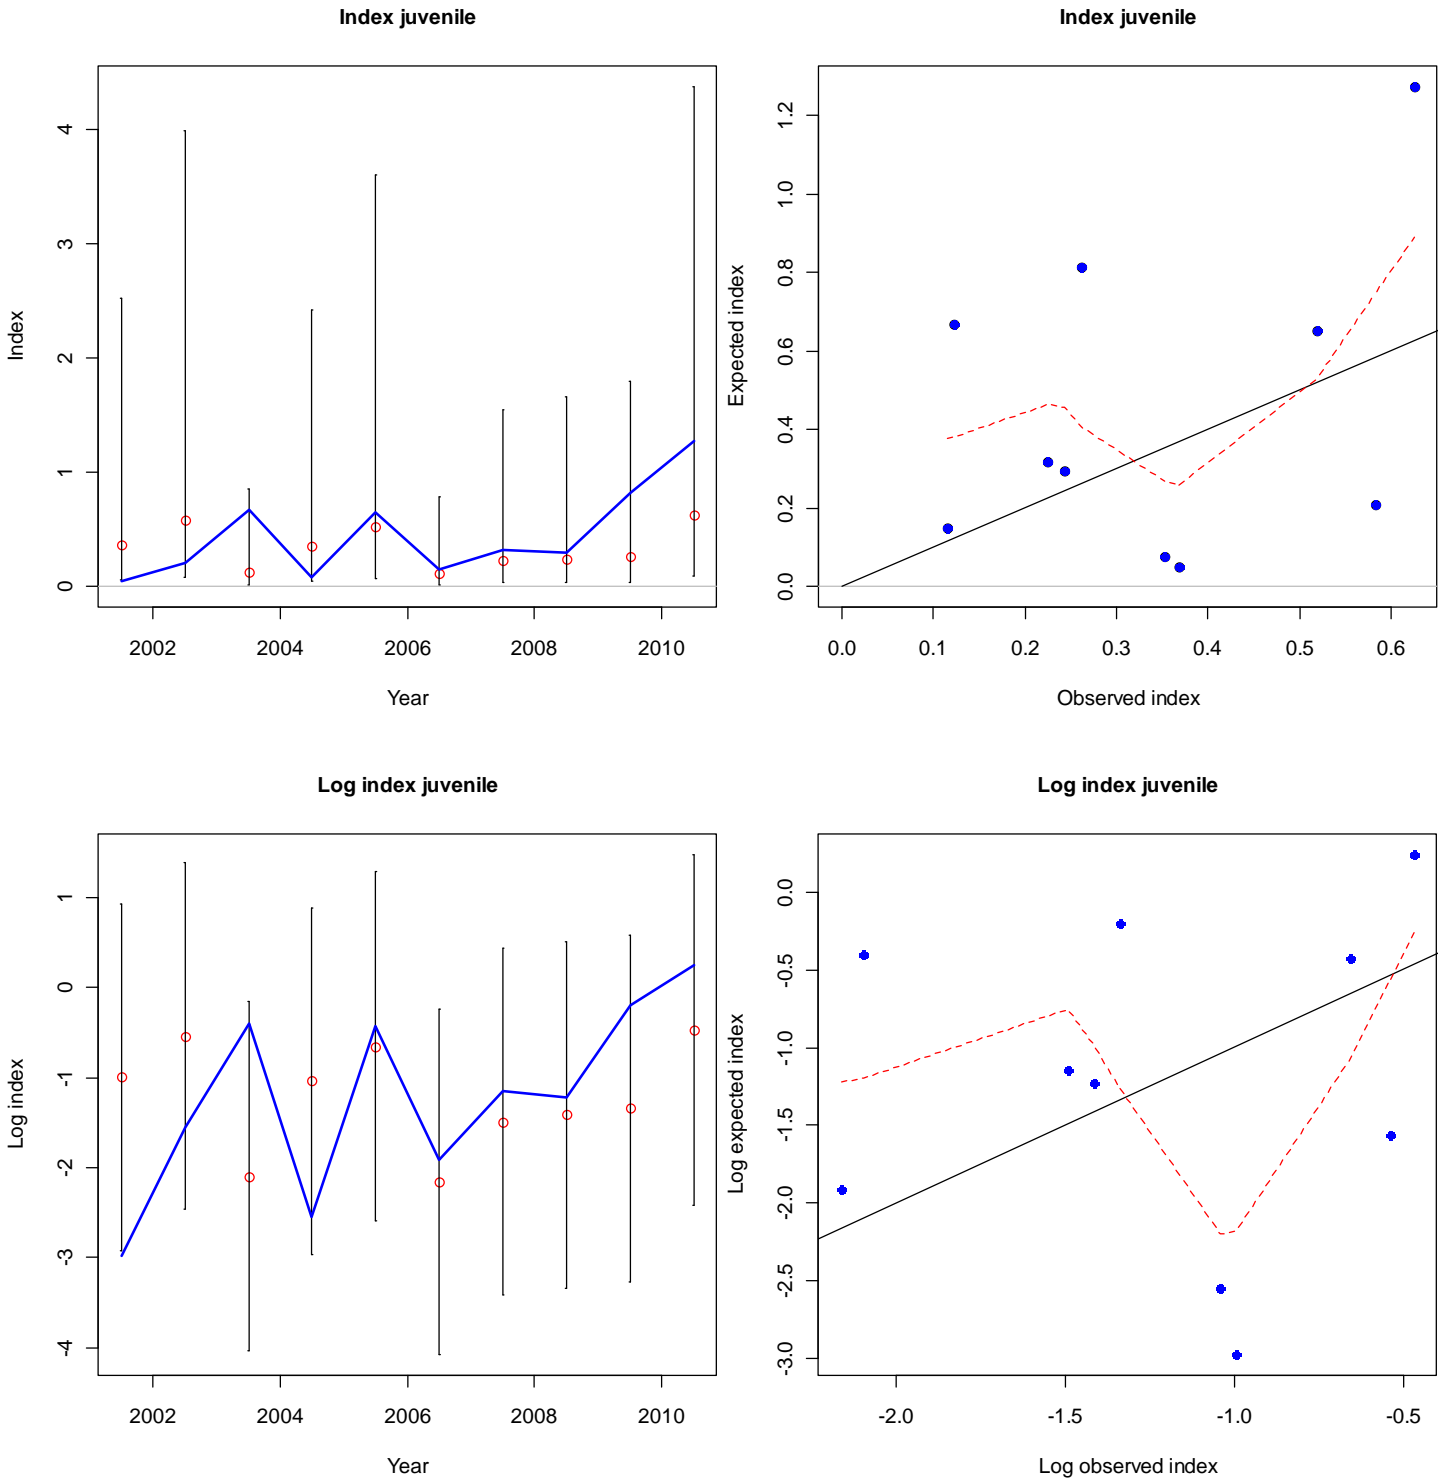 Index juvenile
Index
4
3
2
1
0
2002 2004 2006 2008 2010
Year
Index juvenile
Expected index
1.2
1.0
0.8
0.6
0.4
0.2
0.0
0.0 0.1 0.2 0.3 0.4 0.5 0.6
Observed index
Log index juvenile
Log index
1
0
-1
-2
-3
-4
2002 2004 2006 2008 2010
Year
Log index juvenile
Log expected index
0.0
-0.5
-1.0
-1.5
-2.0
-2.5
-3.0
-2.0 -1.5 -1.0 -0.5
Log observed index